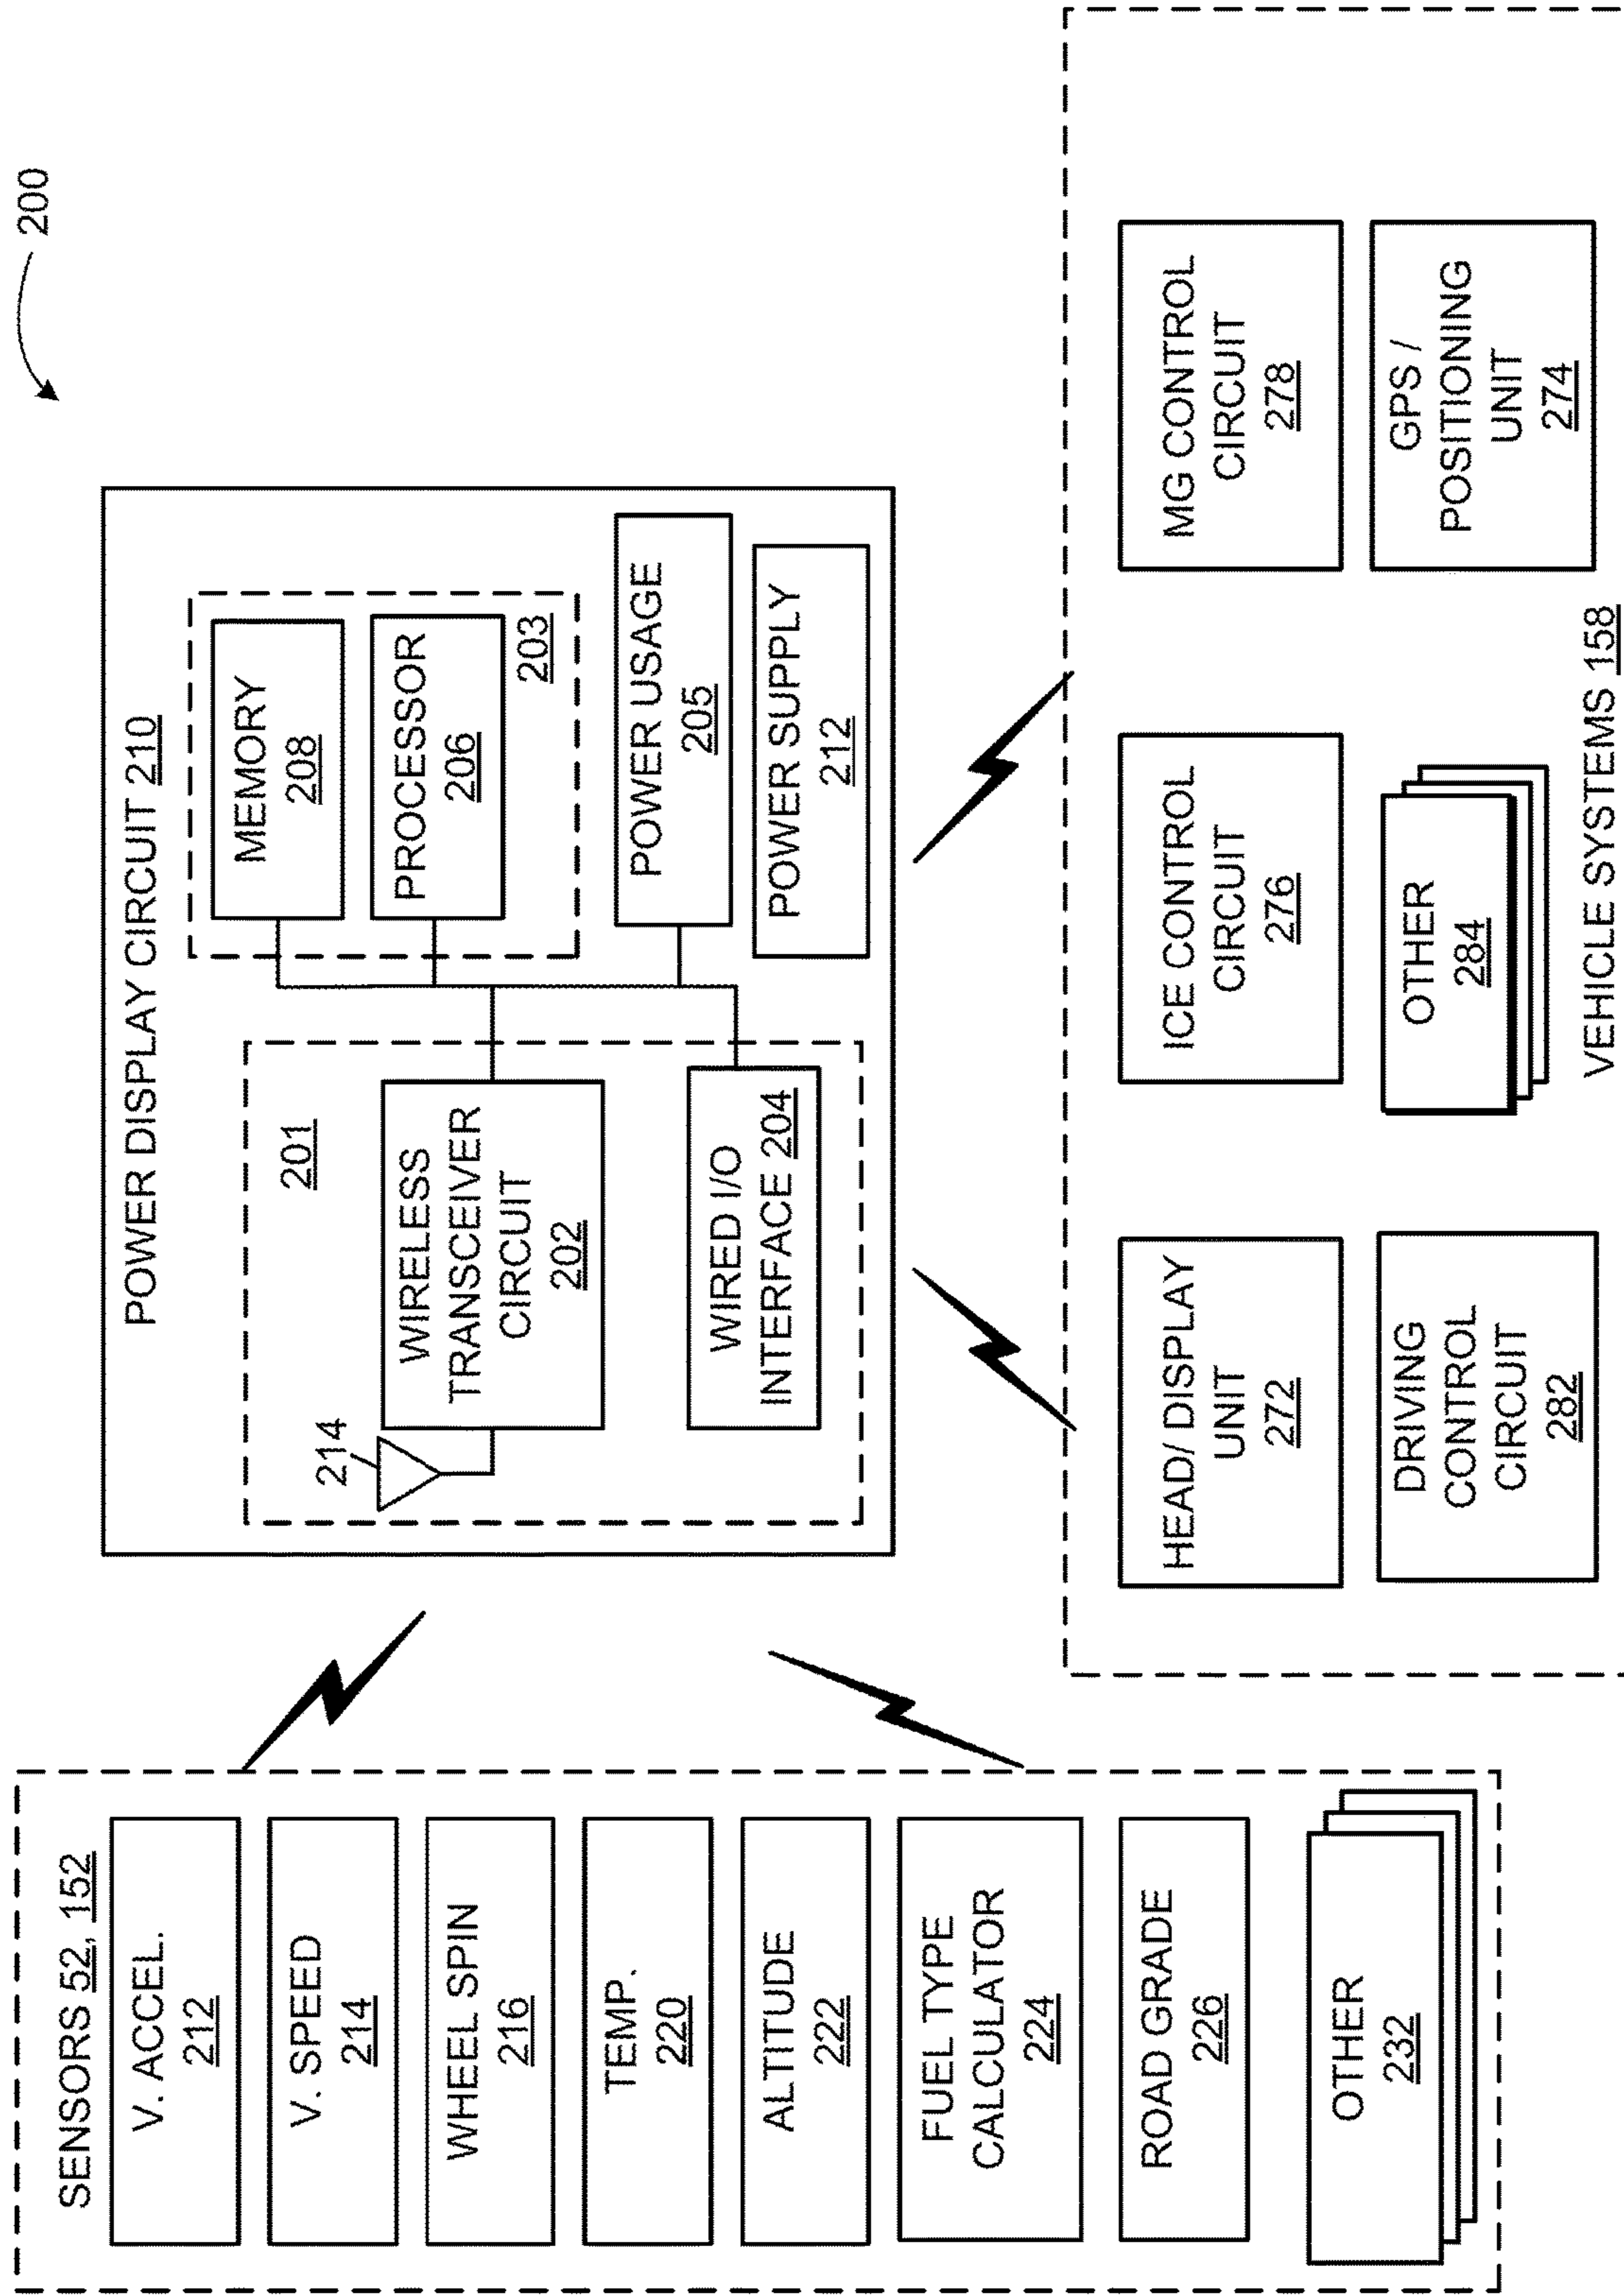 200
SENSORS 52, 152
V. ACCEL.
212
V. SPEED
214
WHEEL SPIN
216
TEMP.
220
ALTITUDE
222
FUEL TYPE
CALCULATOR
224
ROAD GRADE
226
OTHER
232
POWER DISPLAY CIRCUIT 210
201
214
WIRELESS
TRANSCEIVER
CIRCUIT
202
WIRED I/O
INTERFACE 204
MEMORY
208
PROCESSOR
206
203
POWER USAGE
205
POWER SUPPLY
212
HEAD/ DISPLAY
UNIT
272
ICE CONTROL
CIRCUIT
276
MG CONTROL
CIRCUIT
278
DRIVING
CONTROL
CIRCUIT
282
OTHER
284
GPS /
POSITIONING
UNIT
274
VEHICLE SYSTEMS 158